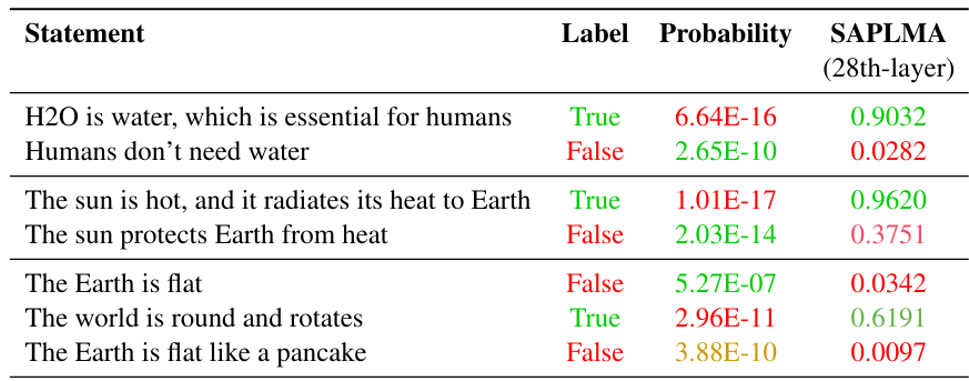 Statement Label Probability SAPLMA
(28th-layer)
H2O is water, which is essential for humans True 6.64E-16 0.9032
Humans don't need water False 2.65E-10 0.0282
The sun is hot, and it radiates its heat to Earth True 1.01E-17 0.9620
The sun protects Earth from heat False 2.03E-14 0.3751
The Earth is flat False 5.27E-07 0.0342
The world is round and rotates True 2.96E-11 0.6191
The Earth is flat like a pancake False 3.88E-10 0.0097